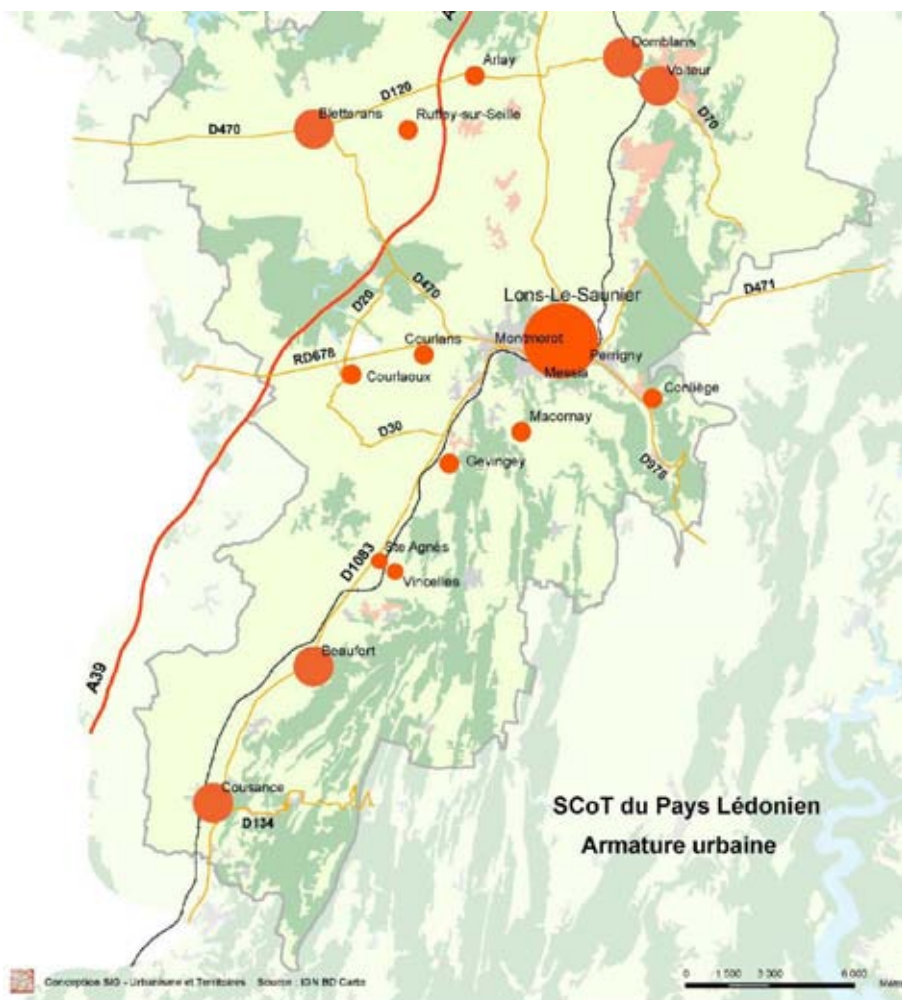 A
Domblans
Arlay
Voiteur
D120
Bletterans
D70
D470
Ruffey-sur-Seille
D471
D470
Lons-Le-Saunier
D20
Montmorot
Courlans
Perrigny
RD678
Messia
Courlaoux
Conliège
Macornay
D30
Gevingey
D978
Ste Agnès
D1083
Vincelles
Beaufort
A39
Cousance
SCoT du Pays Lédonien
D134
Armature urbaine
Conception SIG - Urbanisme et Territoires Source : IGN BD Carto
0 1 500 3 000 6 000